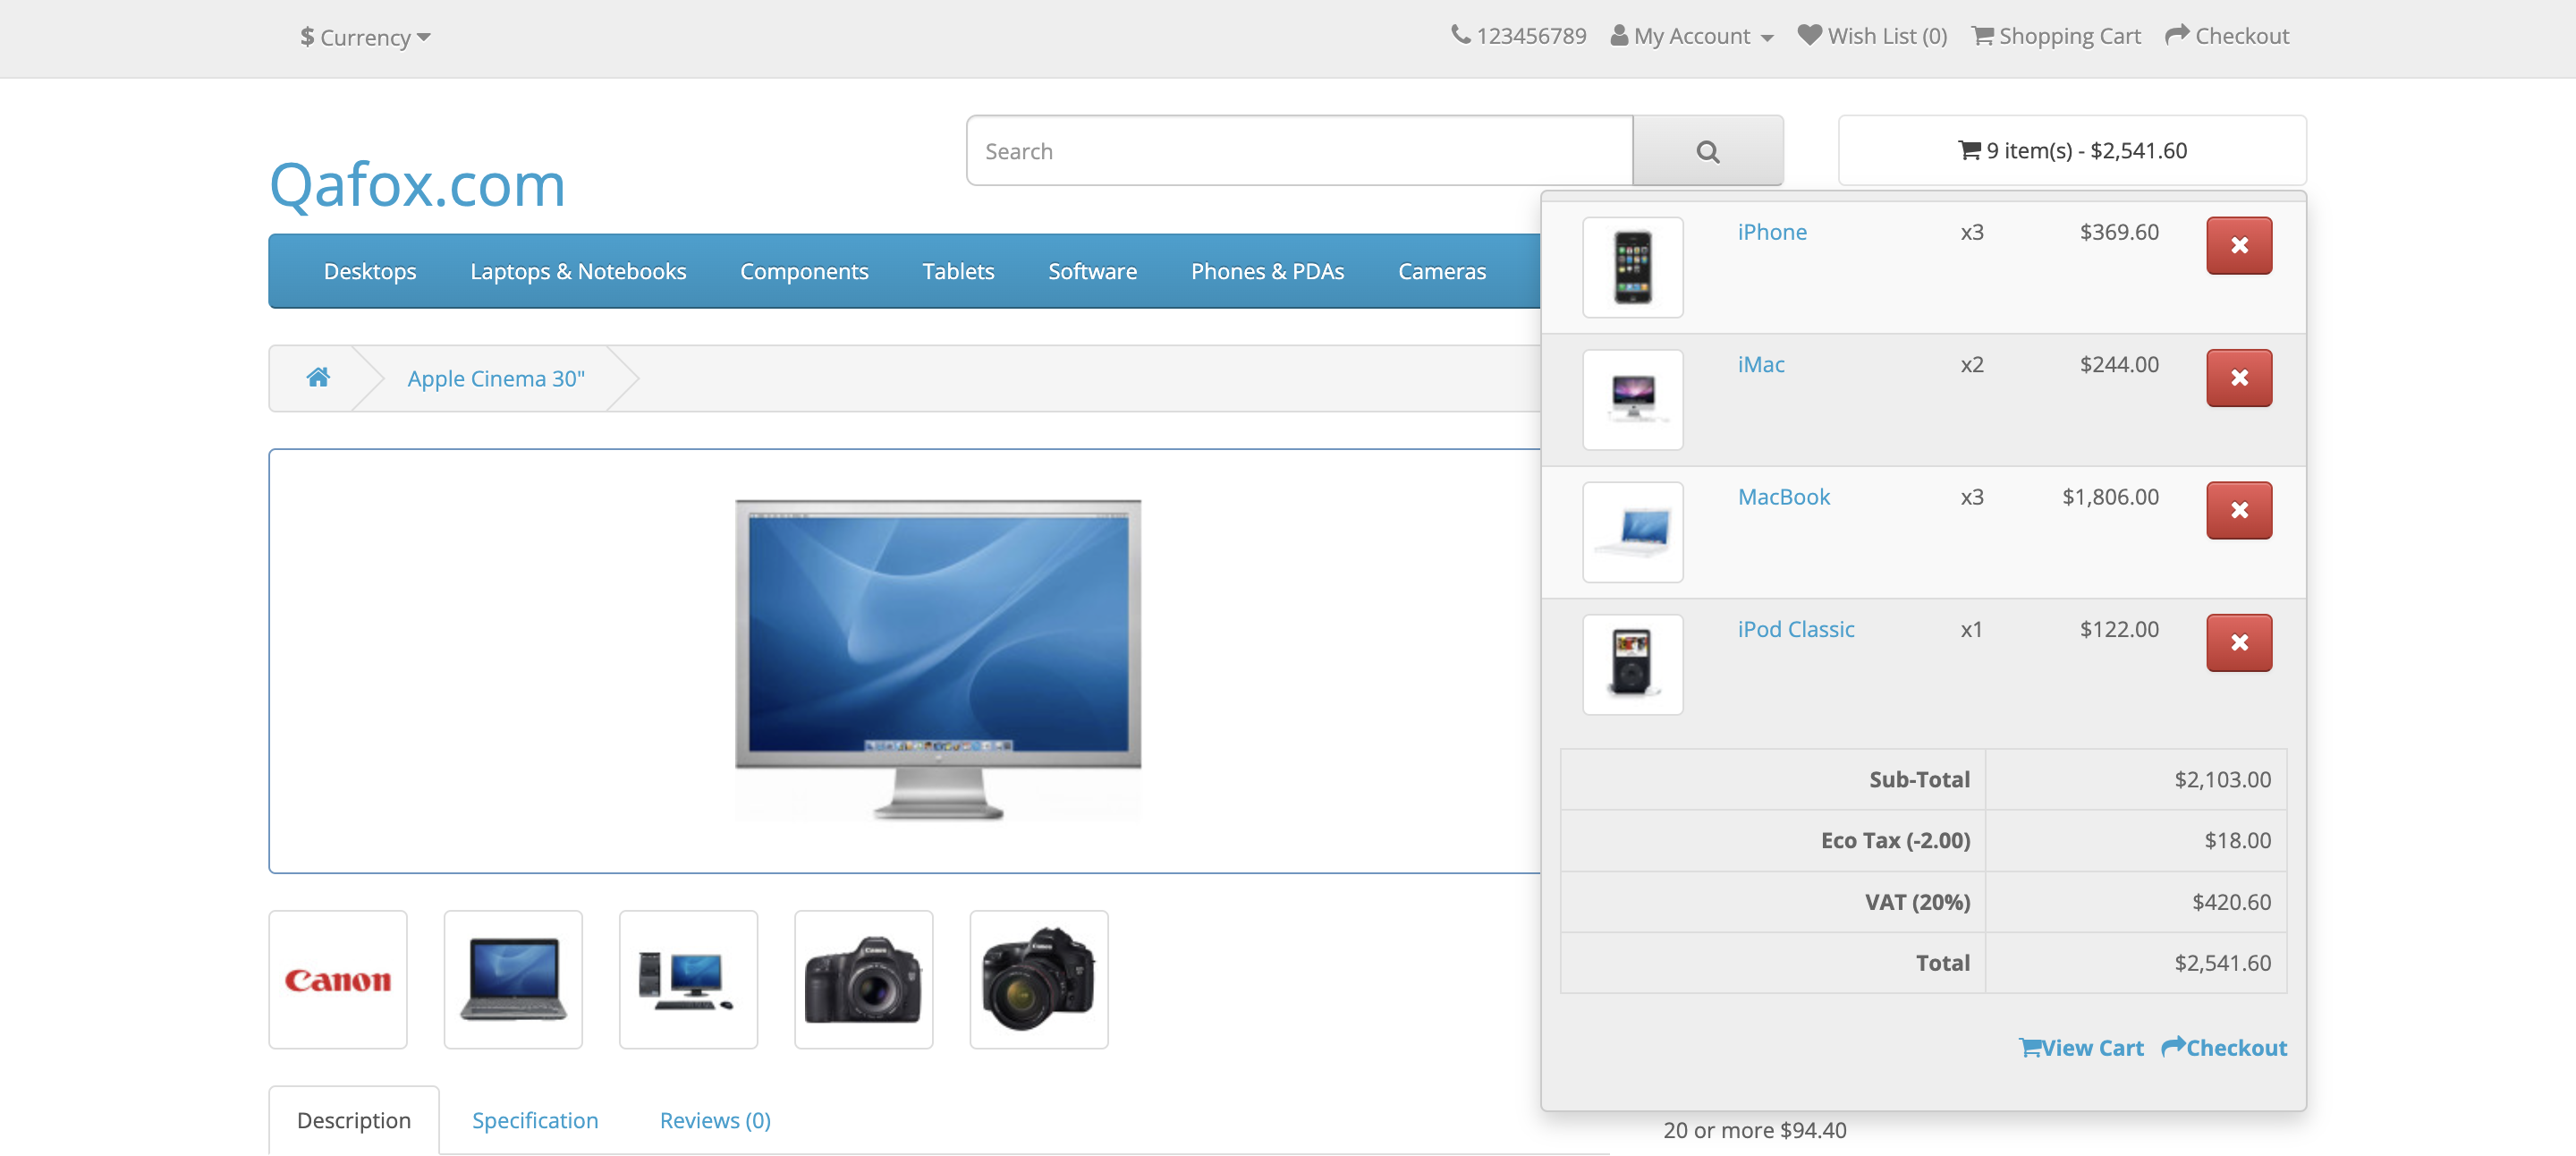 $ Currency
123456789 My Account Wish List (0) Shopping Cart Checkout
Search
9 item(s) - $2,541.60
Qafox.com
Desktops Laptops & Notebooks Components Tablets Software Phones & PDAs Cameras
Apple Cinema 30"
iPhone x3 $369.60
iMac x2 $244.00
MacBook x3 $1,806.00
iPod Classic x1 $122.00
Sub-Total $2,103.00
Eco Tax (-2.00) $18.00
VAT (20%) $420.60
Total $2,541.60
View Cart Checkout
Canon
Description Specification Reviews (0)
20 or more $94.40